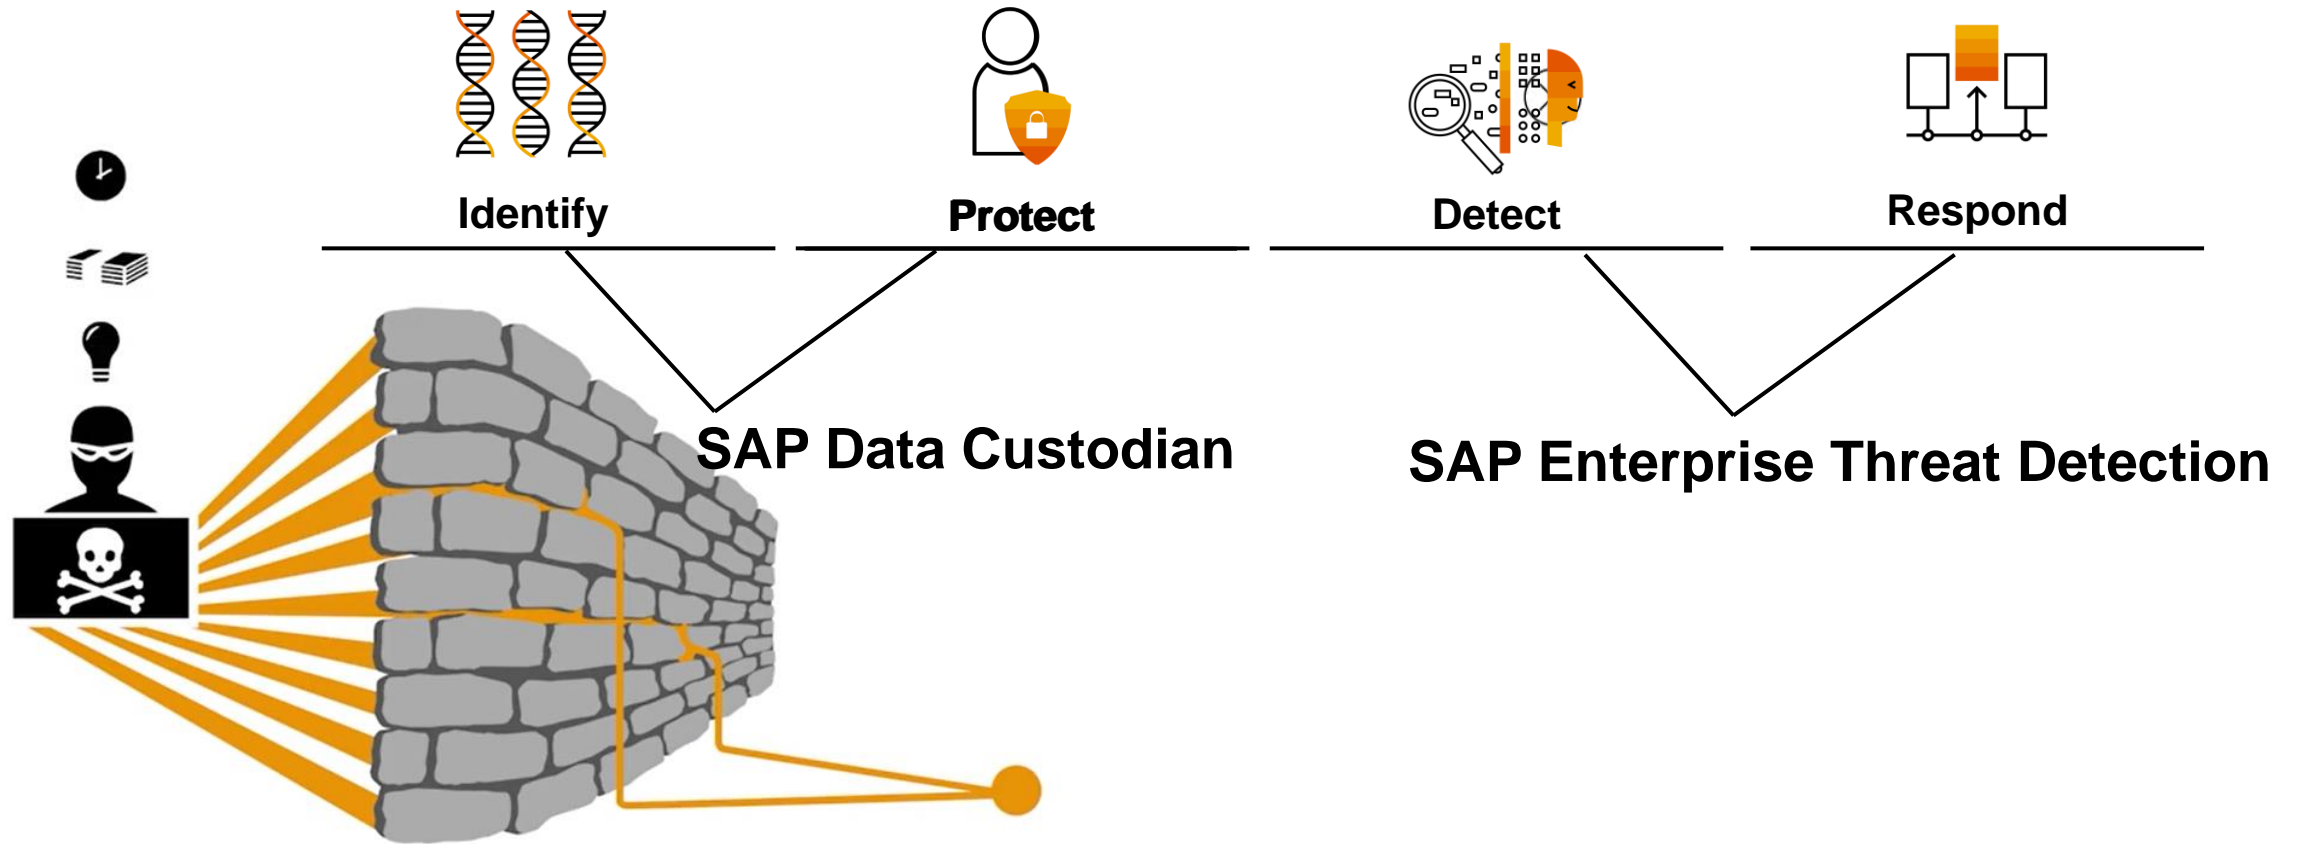 Identify
Protect
Detect
Respond
SAP Data Custodian
SAP Enterprise Threat Detection